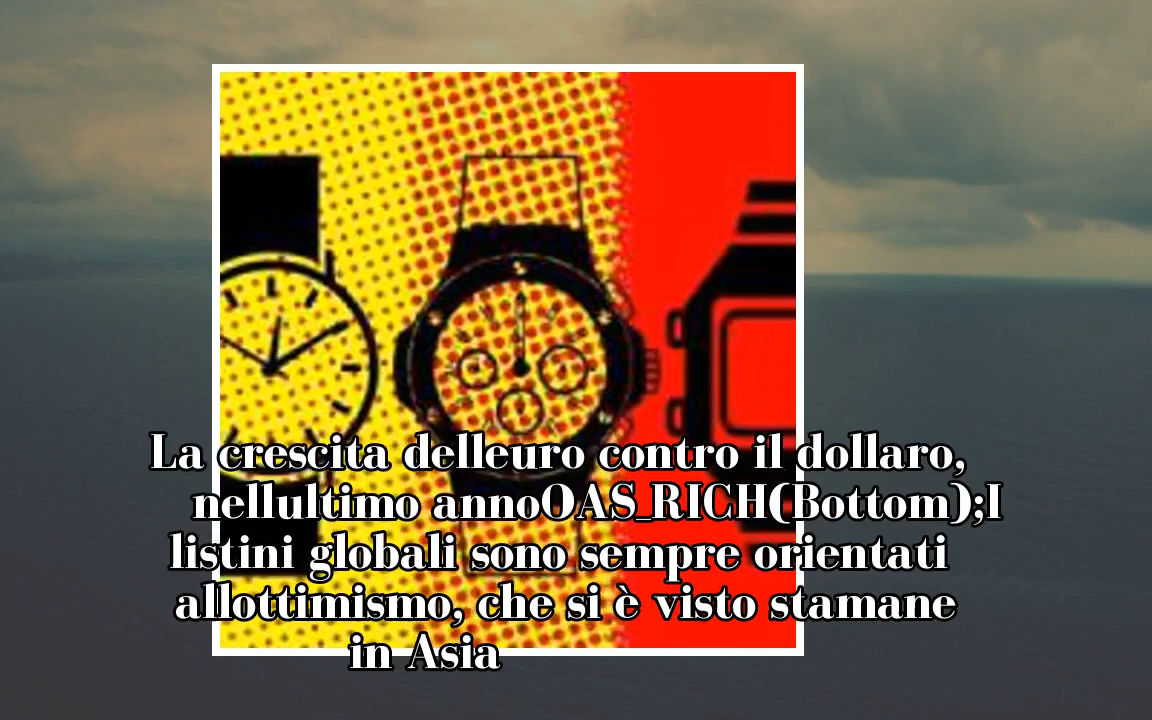 La crescita delleuro contro il dollaro,
nellultimo annoOAS_RICH(Bottom);I
listini globali sono sempre orientati
allottimismo, che si è visto stamane
in Asia